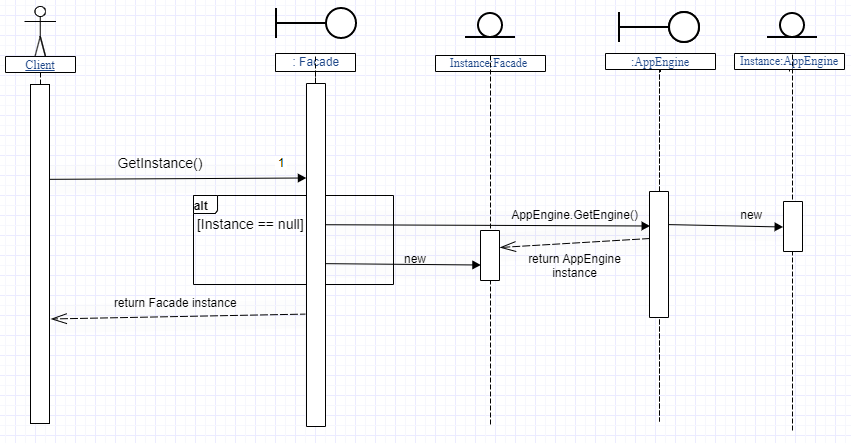 Client
: Facade
Instance:Facade
:AppEngine
Instance:AppEngine
GetInstance()
1
alt
[Instance == null]
AppEngine.GetEngine()
new
return AppEngine
instance
new
return Facade instance